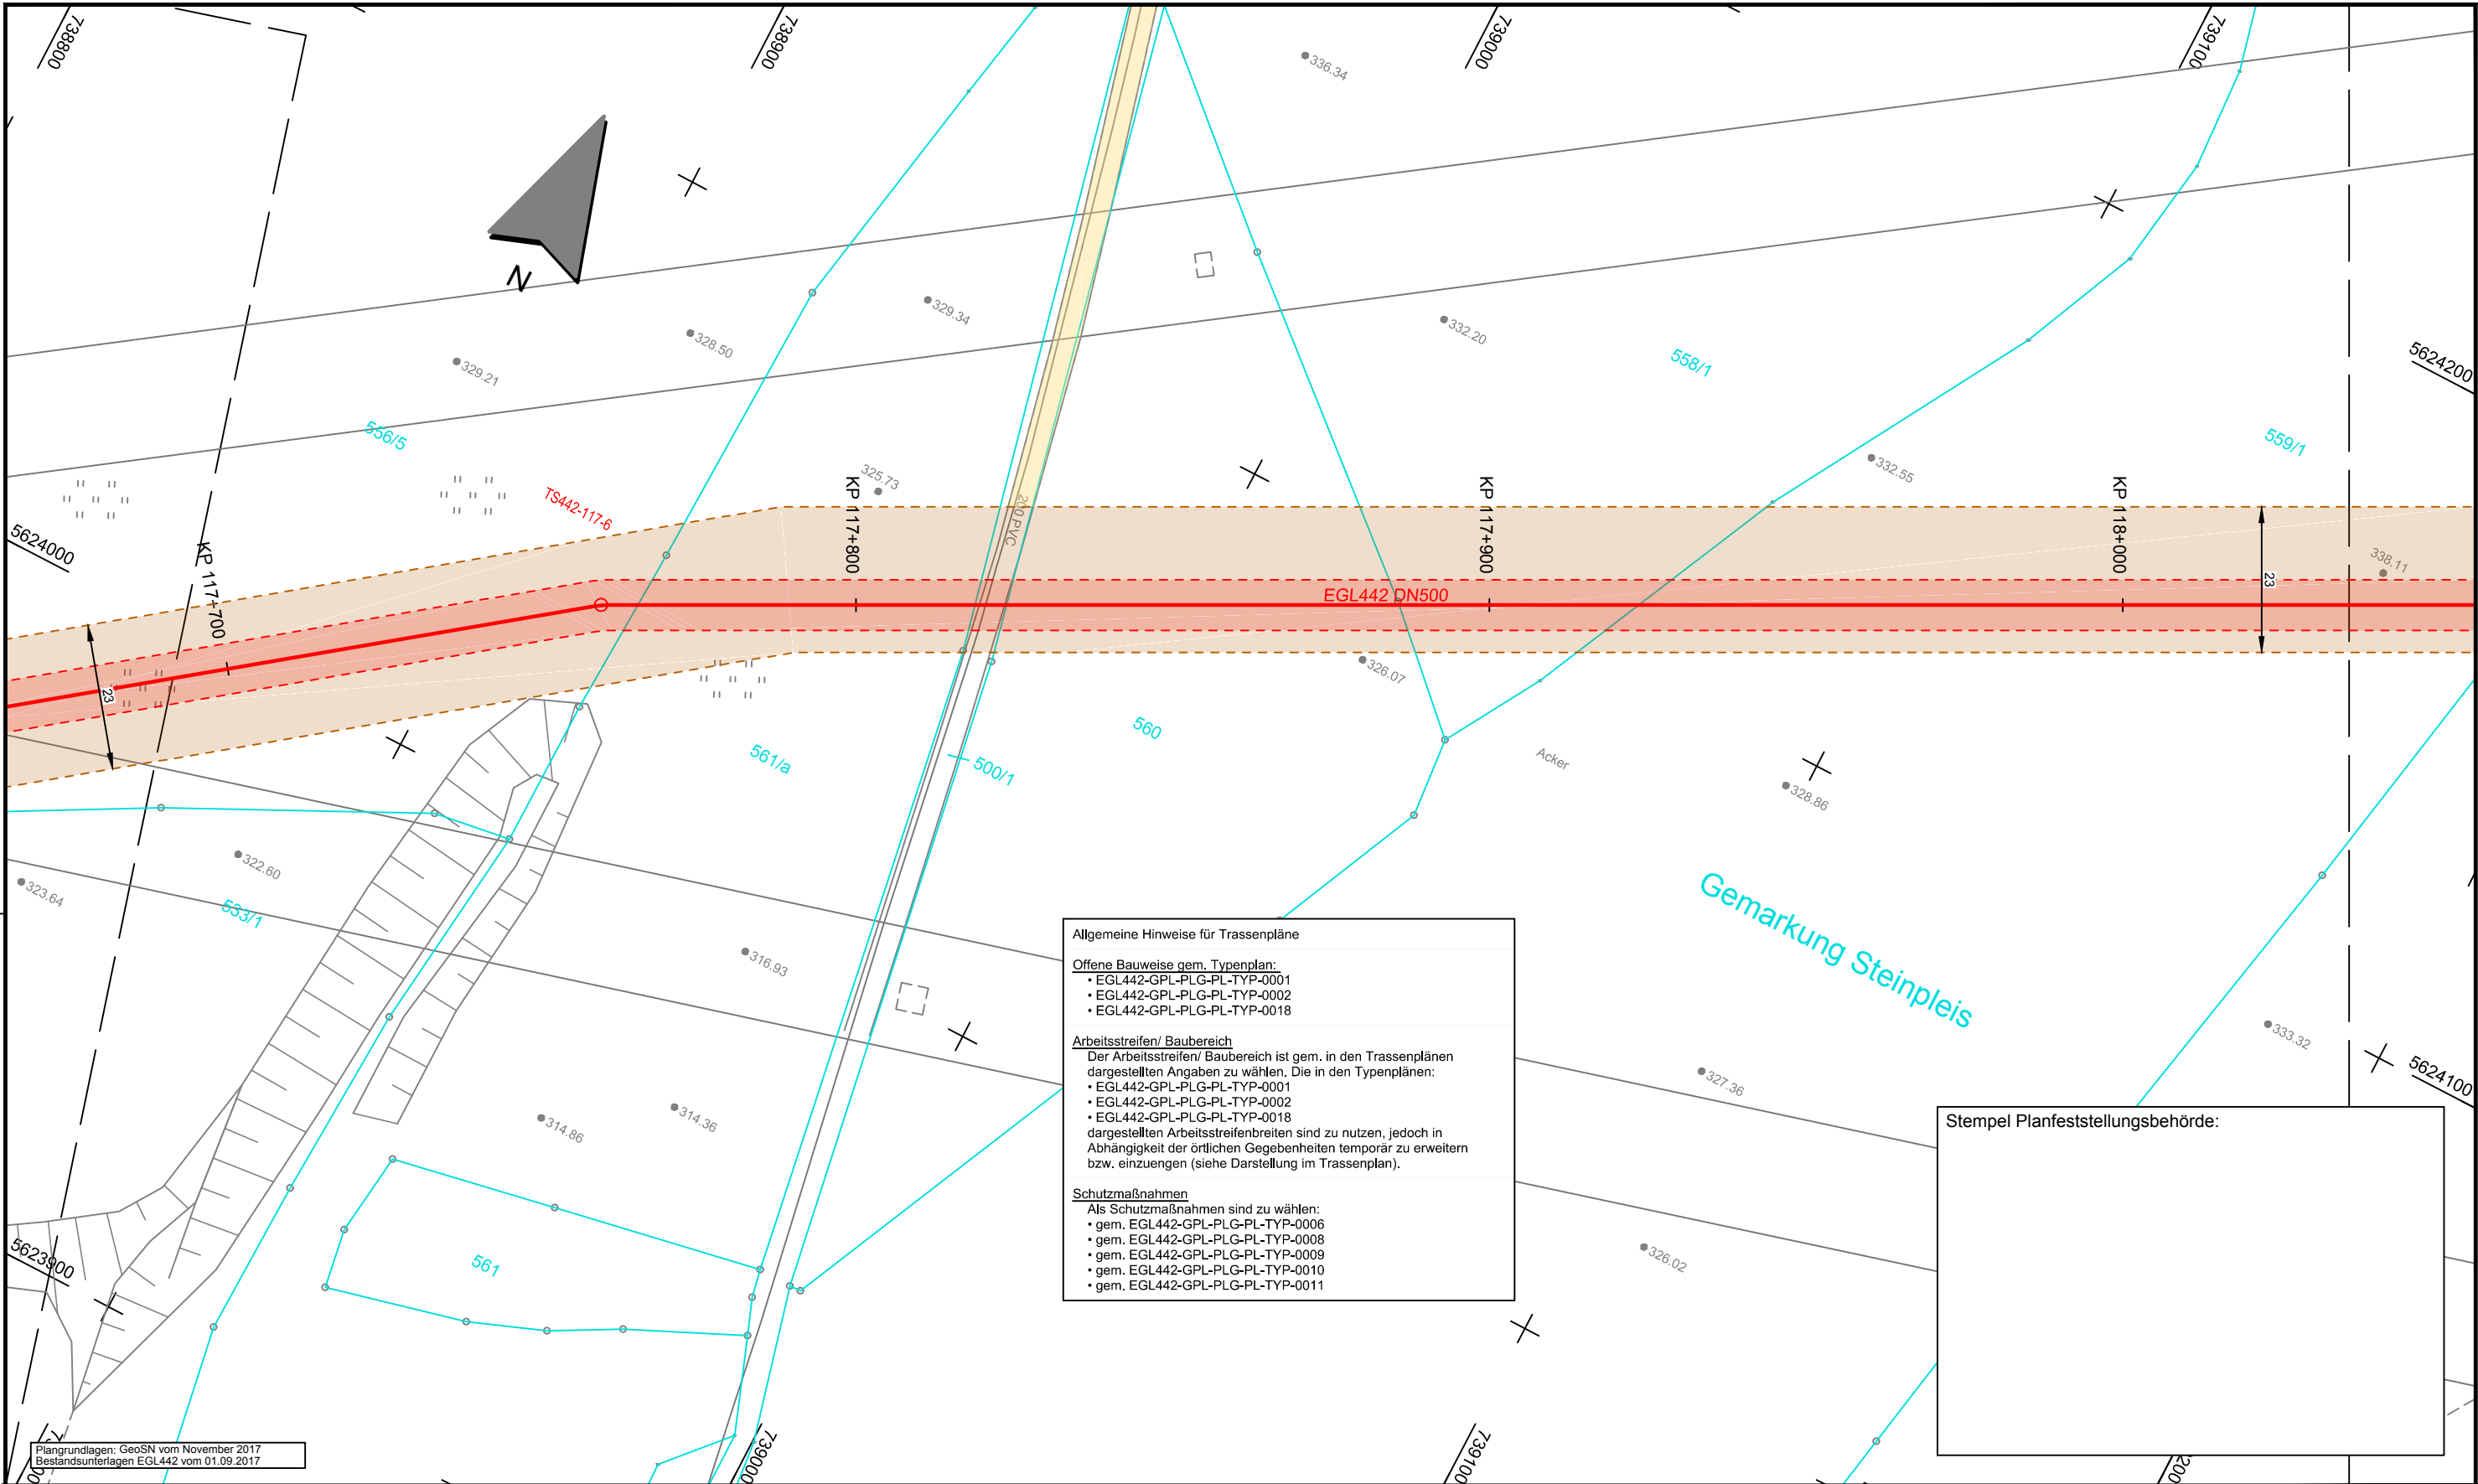 738800
738900
739000
739100
336.34
N
329.34
328.50
329.21
332.20
558/1
5624200
556/5
559/1
332.55
325.73
TS442-117-6
200 PVC
KP 117+800
KP 117+900
KP 118+000
5624000
KP 117+700
338.11
23
EGL442 DN500
23
326.07
560
561/a
500/1
Acker
328.86
322.60
323.64
533/1
Gemarkung Steinpleis
316.93
333.32
5624100
327.36
314.86
314.36
326.02
5623900
561
Allgemeine Hinweise für Trassenpläne
Offene Bauweise gem. Typenplan:
• EGL442-GPL-PLG-PL-TYP-0001
• EGL442-GPL-PLG-PL-TYP-0002
• EGL442-GPL-PLG-PL-TYP-0018
Arbeitsstreifen/ Baubereich
Der Arbeitsstreifen/ Baubereich ist gem. in den Trassenplänen
dargestellten Angaben zu wählen. Die in den Typenplänen:
• EGL442-GPL-PLG-PL-TYP-0001
• EGL442-GPL-PLG-PL-TYP-0002
• EGL442-GPL-PLG-PL-TYP-0018
dargestellten Arbeitsstreifenbreiten sind zu nutzen, jedoch in
Abhängigkeit der örtlichen Gegebenheiten temporär zu erweitern
bzw. einzuengen (siehe Darstellung im Trassenplan).
Schutzmaßnahmen
Als Schutzmaßnahmen sind zu wählen:
• gem. EGL442-GPL-PLG-PL-TYP-0006
• gem. EGL442-GPL-PLG-PL-TYP-0008
• gem. EGL442-GPL-PLG-PL-TYP-0009
• gem. EGL442-GPL-PLG-PL-TYP-0010
• gem. EGL442-GPL-PLG-PL-TYP-0011
Stempel Planfeststellungsbehörde:
739000
739100
Plangrundlagen: GeoSN vom November 2017
Bestandsunterlagen EGL442 vom 01.09.2017